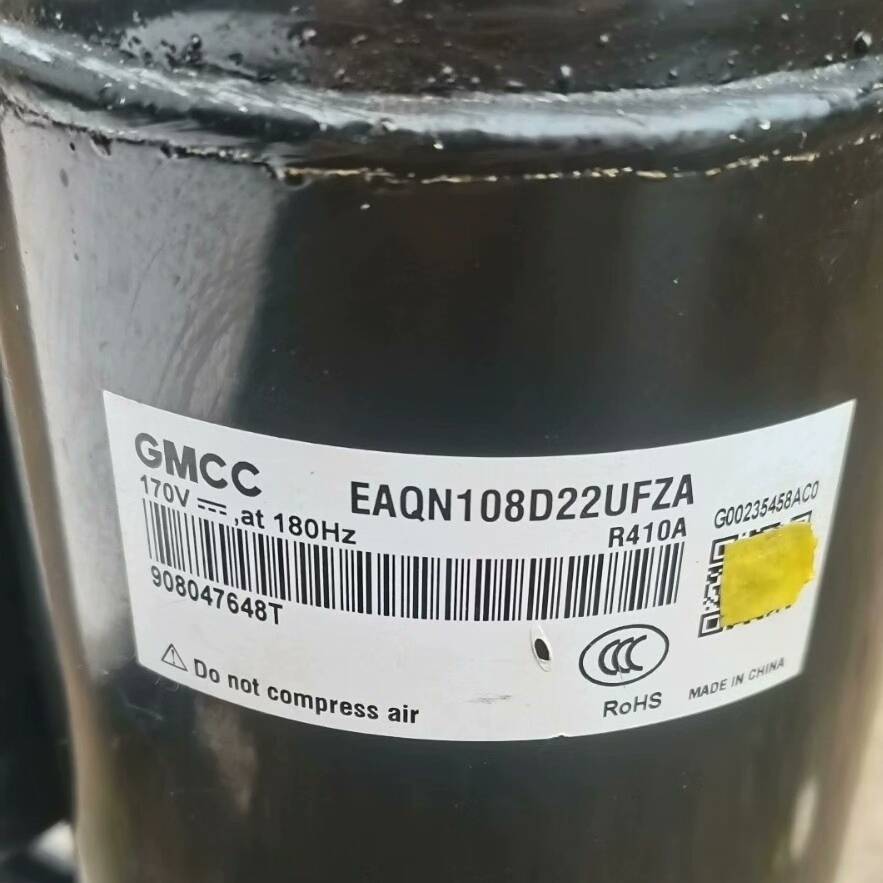 GMCC
EAQN108D22UFZA
G00235458AC0
170V ⎓ ,at 180Hz
R410A
908047648T
⚠ Do not compress air
CCC
RoHS
MADE IN CHINA